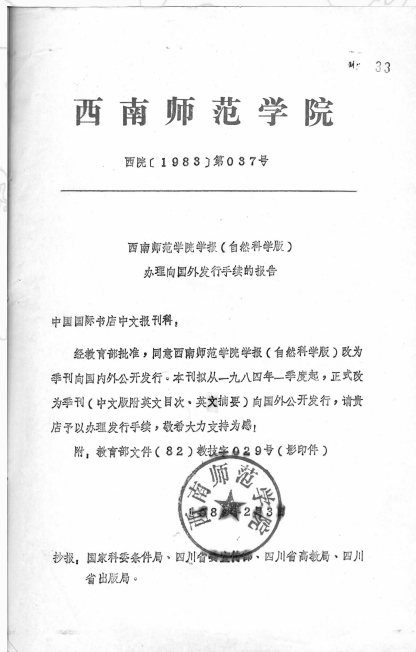 33
西南师范学院
西院〔1983〕第037号
西南师范学院学报（自然科学版）
办理向国外发行手续的报告
中国国际书店中文报刊科：
经教育部批准，同意西南师范学院学报（自然科学版）改为
季刊向国内外公开发行。本刊拟从一九八四年一季度起，正式改
为季刊（中文版附英文目次、英文摘要）向国外公开发行，请贵
店予以办理发行手续，敬希大力支持为感！
附：教育部文件（82）教技字029号（影印件）
西南师范学院
抄报：国家科委条件局、四川省委宣传部、四川省高教局、四川
省出版局。